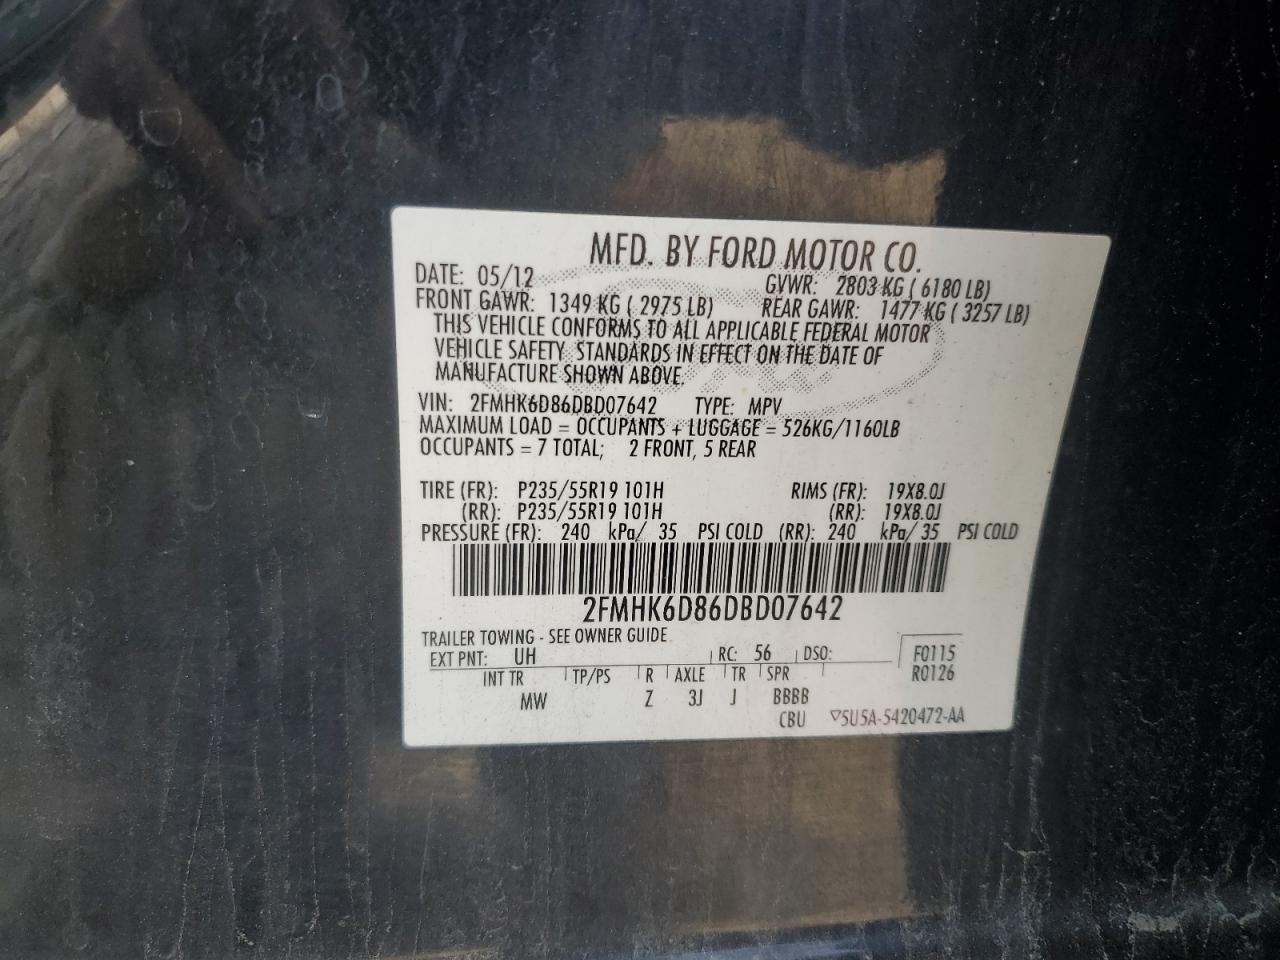 MFD. BY FORD MOTOR CO.
DATE: 05/12 GVWR: 2803 KG ( 6180 LB)
FRONT GAWR: 1349 KG ( 2975 LB) REAR GAWR: 1477 KG ( 3257 LB)
THIS VEHICLE CONFORMS TO ALL APPLICABLE FEDERAL MOTOR
VEHICLE SAFETY STANDARDS IN EFFECT ON THE DATE OF
MANUFACTURE SHOWN ABOVE.
VIN: 2FMHK6D86DBD07642 TYPE: MPV
MAXIMUM LOAD = OCCUPANTS + LUGGAGE = 526KG/1160LB
OCCUPANTS = 7 TOTAL; 2 FRONT, 5 REAR
TIRE (FR): P235/55R19 101H RIMS (FR): 19X8.0J
(RR): P235/55R19 101H (RR): 19X8.0J
PRESSURE (FR): 240 kPa/ 35 PSI COLD (RR): 240 kPa/ 35 PSI COLD
2FMHK6D86DBD07642
TRAILER TOWING - SEE OWNER GUIDE
EXT PNT: UH RC: 56 DSO: F0115
R0126
INT TR TP/PS R AXLE TR SPR
MW Z 3J J BBBB
CBU ▽5U5A-5420472-AA